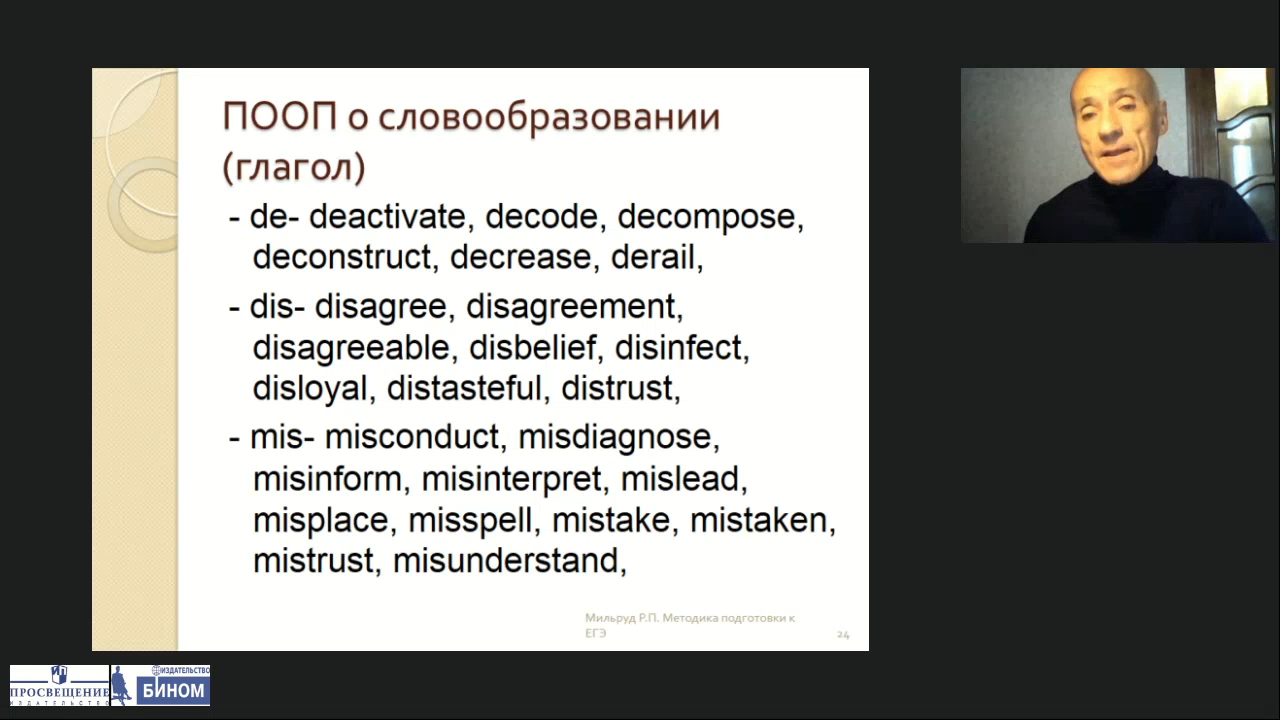 ПООП о словообразовании
(глагол)
- de- deactivate, decode, decompose,
deconstruct, decrease, derail,
- dis- disagree, disagreement,
disagreeable, disbelief, disinfect,
disloyal, distasteful, distrust,
- mis- misconduct, misdiagnose,
misinform, misinterpret, mislead,
misplace, misspell, mistake, mistaken,
mistrust, misunderstand,
Мильруд Р.П. Методика подготовки к
ЕГЭ
24
ПРОСВЕЩЕНИЕ
ИЗДАТЕЛЬСТВО
ИЗДАТЕЛЬСТВО
БИНОМ